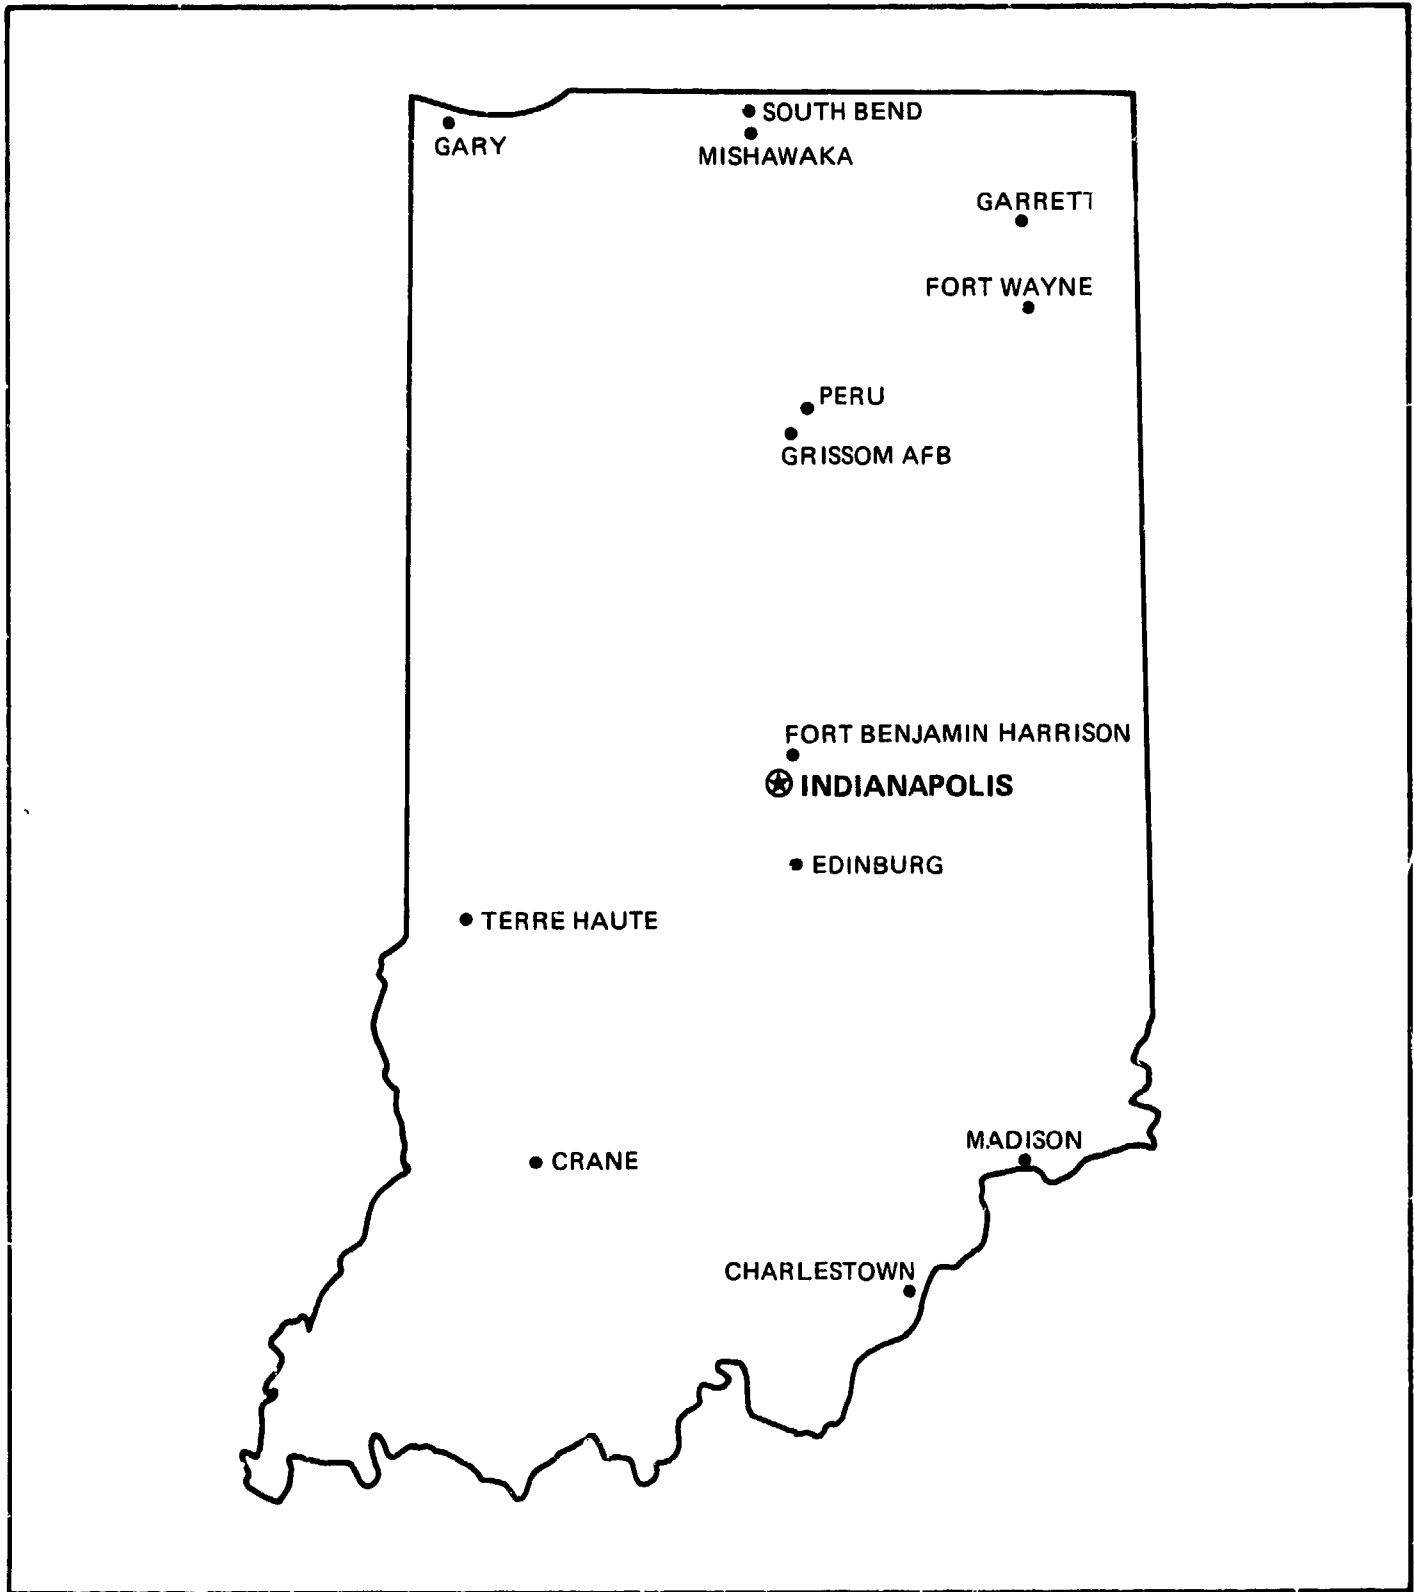 SOUTH BEND
GARY
MISHAWAKA
GARRETT
FORT WAYNE
PERU
GRISSOM AFB
FORT BENJAMIN HARRISON
INDIANAPOLIS
EDINBURG
TERRE HAUTE
MADISON
CRANE
CHARLESTOWN